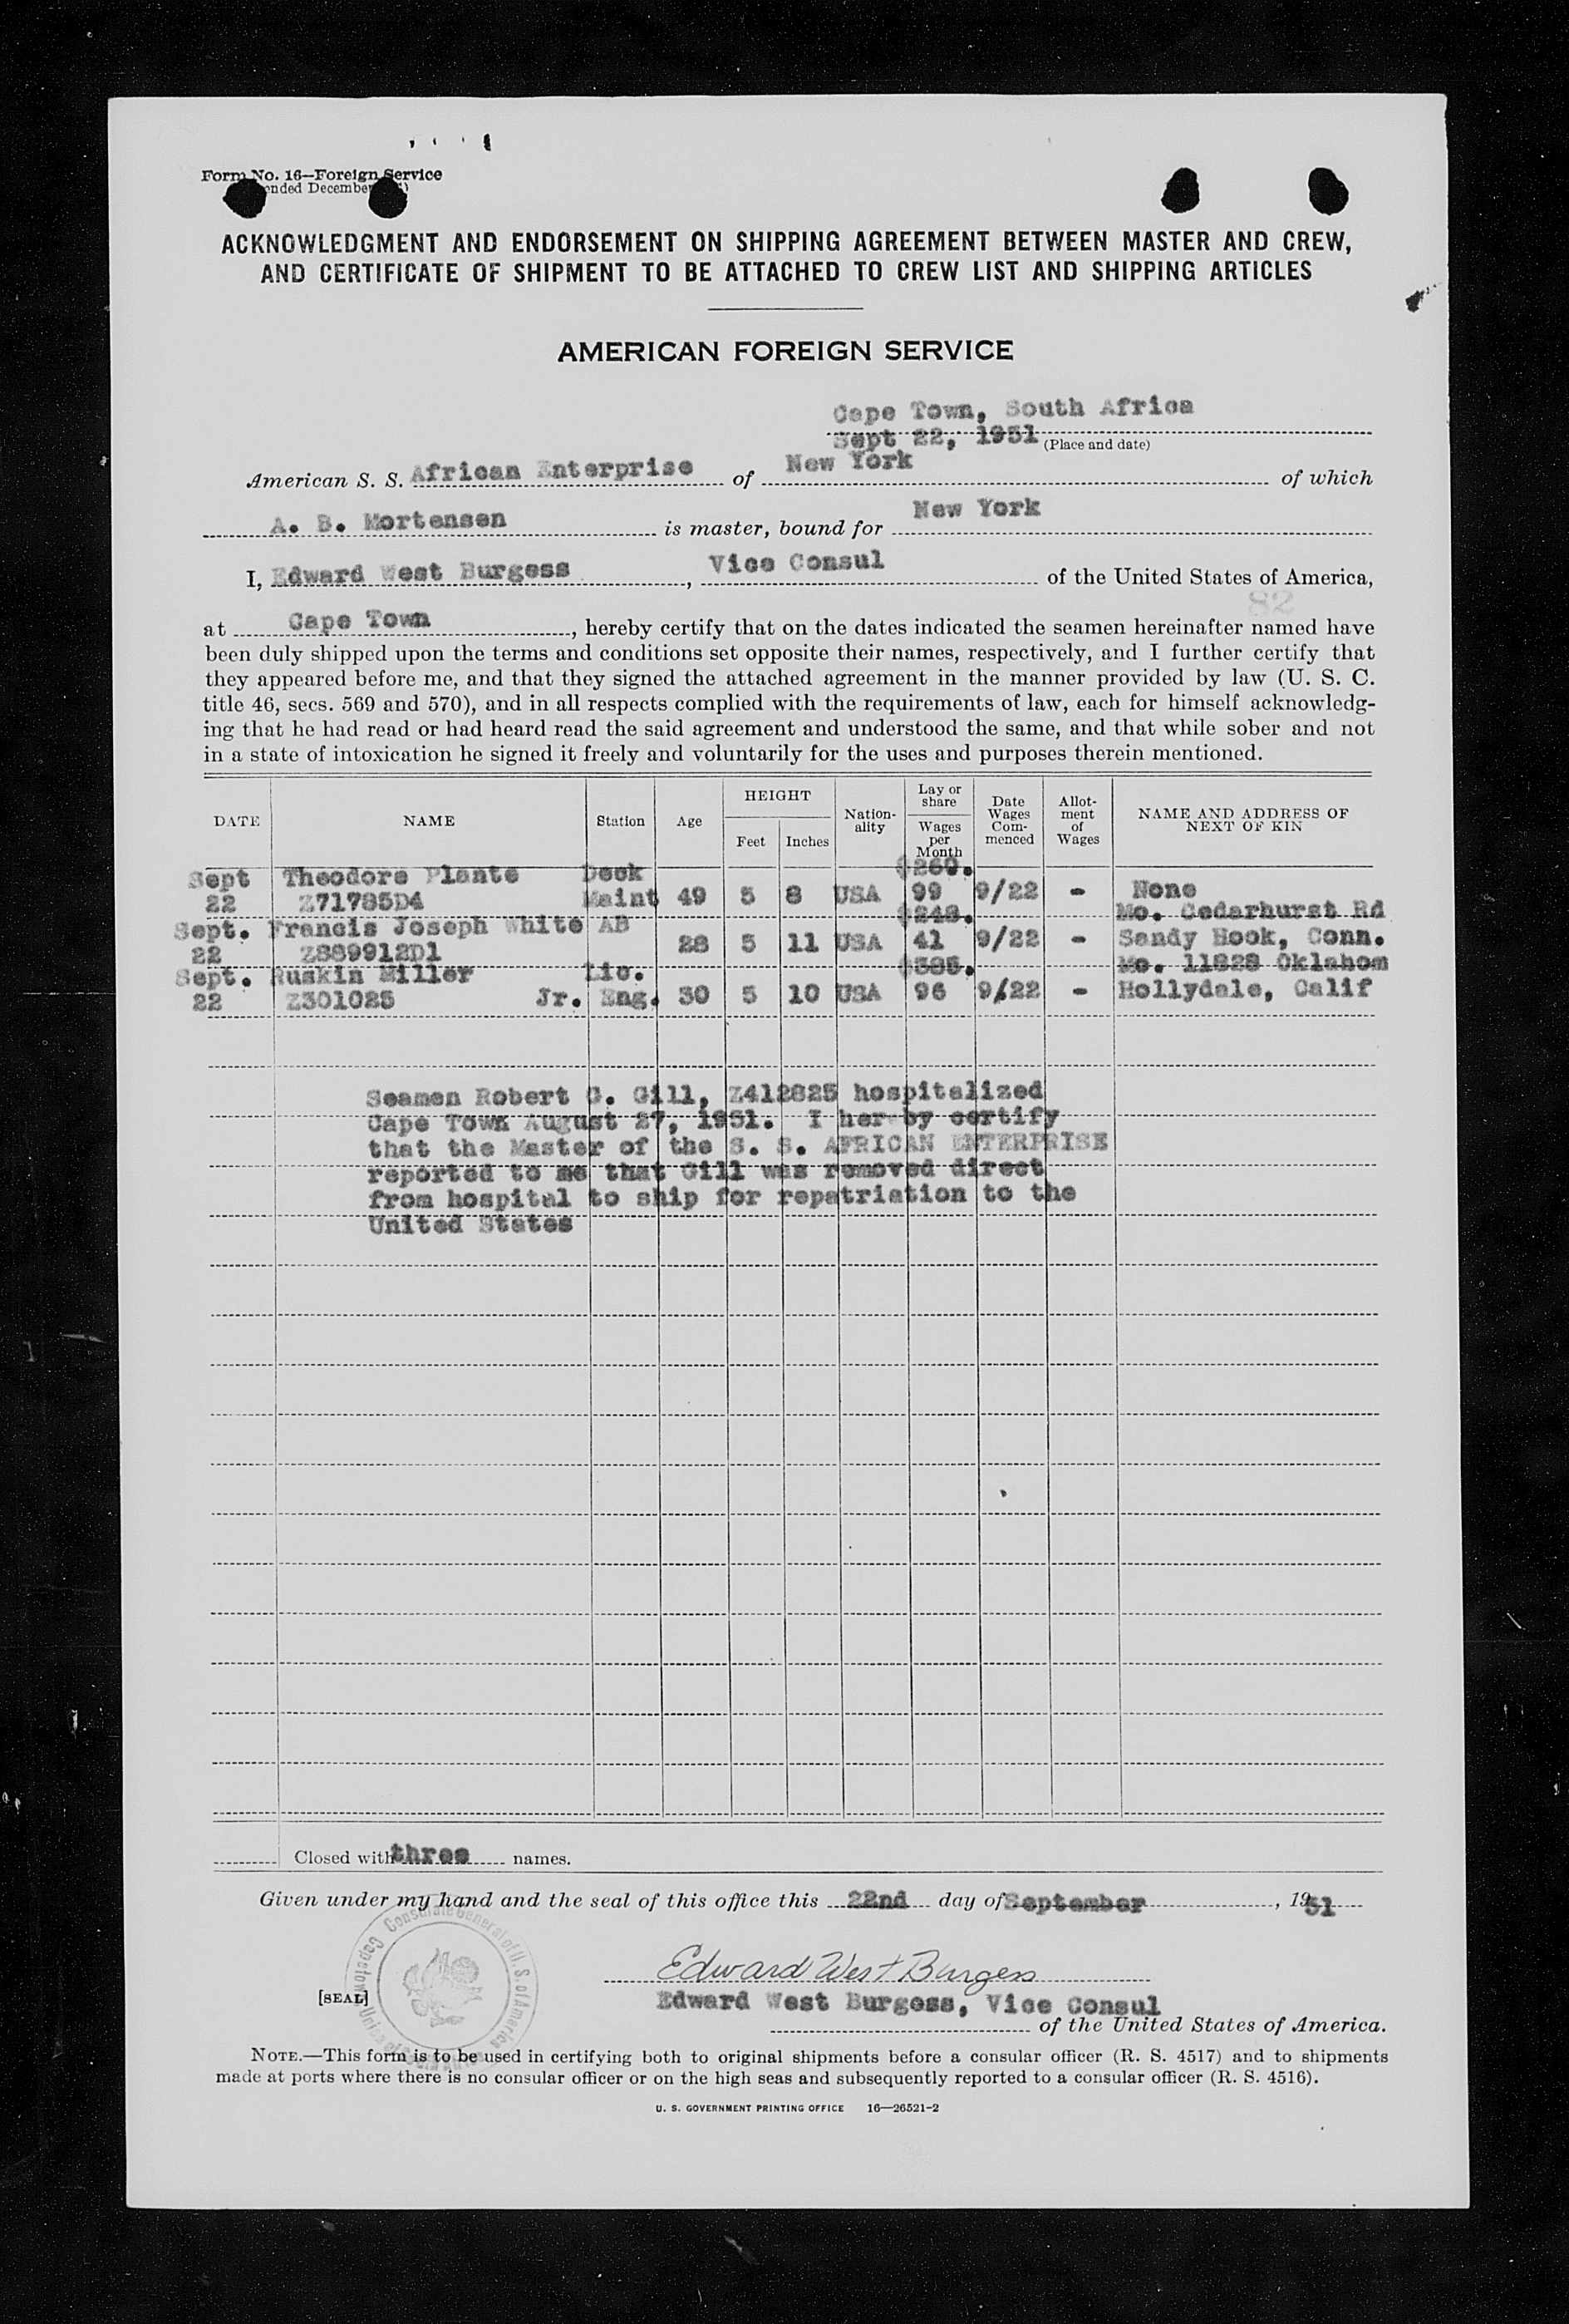 Form No. 16—Foreign Service
ended December
ACKNOWLEDGMENT AND ENDORSEMENT ON SHIPPING AGREEMENT BETWEEN MASTER AND CREW,
AND CERTIFICATE OF SHIPMENT TO BE ATTACHED TO CREW LIST AND SHIPPING ARTICLES
AMERICAN FOREIGN SERVICE
Cape Town, South Africa
Sept 22, 1951 (Place and date)
American S. S. African Enterprise of New York of which
A. B. Mortensen is master, bound for New York
I, Edward West Burgess, Vice Consul of the United States of America,
82
at Cape Town, hereby certify that on the dates indicated the seamen hereinafter named have
been duly shipped upon the terms and conditions set opposite their names, respectively, and I further certify that
they appeared before me, and that they signed the attached agreement in the manner provided by law (U. S. C.
title 46, secs. 569 and 570), and in all respects complied with the requirements of law, each for himself acknowledg-
ing that he had read or had heard read the said agreement and understood the same, and that while sober and not
in a state of intoxication he signed it freely and voluntarily for the uses and purposes therein mentioned.
DATE NAME Station Age HEIGHT Feet Inches Nation-ality Lay or share Wages per Month Date Wages Com-menced Allot-ment of Wages NAME AND ADDRESS OF NEXT OF KIN
Sept Theodore Plante Deck $260.
22 Z71785D4 Maint 49 5 8 USA 99 9/22 - None
Sept. Francis Joseph White AB $248. Mo. Cedarhurst Rd
22 Z889912D1 28 5 11 USA 41 9/22 - Sandy Hook, Conn.
Sept. Ruskin Miller Lic. $385. Mo. 11828 Oklahom
22 Z301025 Jr. Eng. 30 5 10 USA 96 9/22 - Hollydale, Calif
Seamen Robert G. Gill, Z412825 hospitalized
Cape Town August 27, 1951. I hereby certify
that the Master of the S. S. AFRICAN ENTERPRISE
reported to me that Gill was removed direct
from hospital to ship for repatriation to the
United States
Closed with three names.
Given under my hand and the seal of this office this 22nd day of September, 1951
Edward West Burgess
[SEAL]
Edward West Burgess, Vice Consul
of the United States of America.
NOTE.—This form is to be used in certifying both to original shipments before a consular officer (R. S. 4517) and to shipments
made at ports where there is no consular officer or on the high seas and subsequently reported to a consular officer (R. S. 4516).
U. S. GOVERNMENT PRINTING OFFICE 16—26521-2